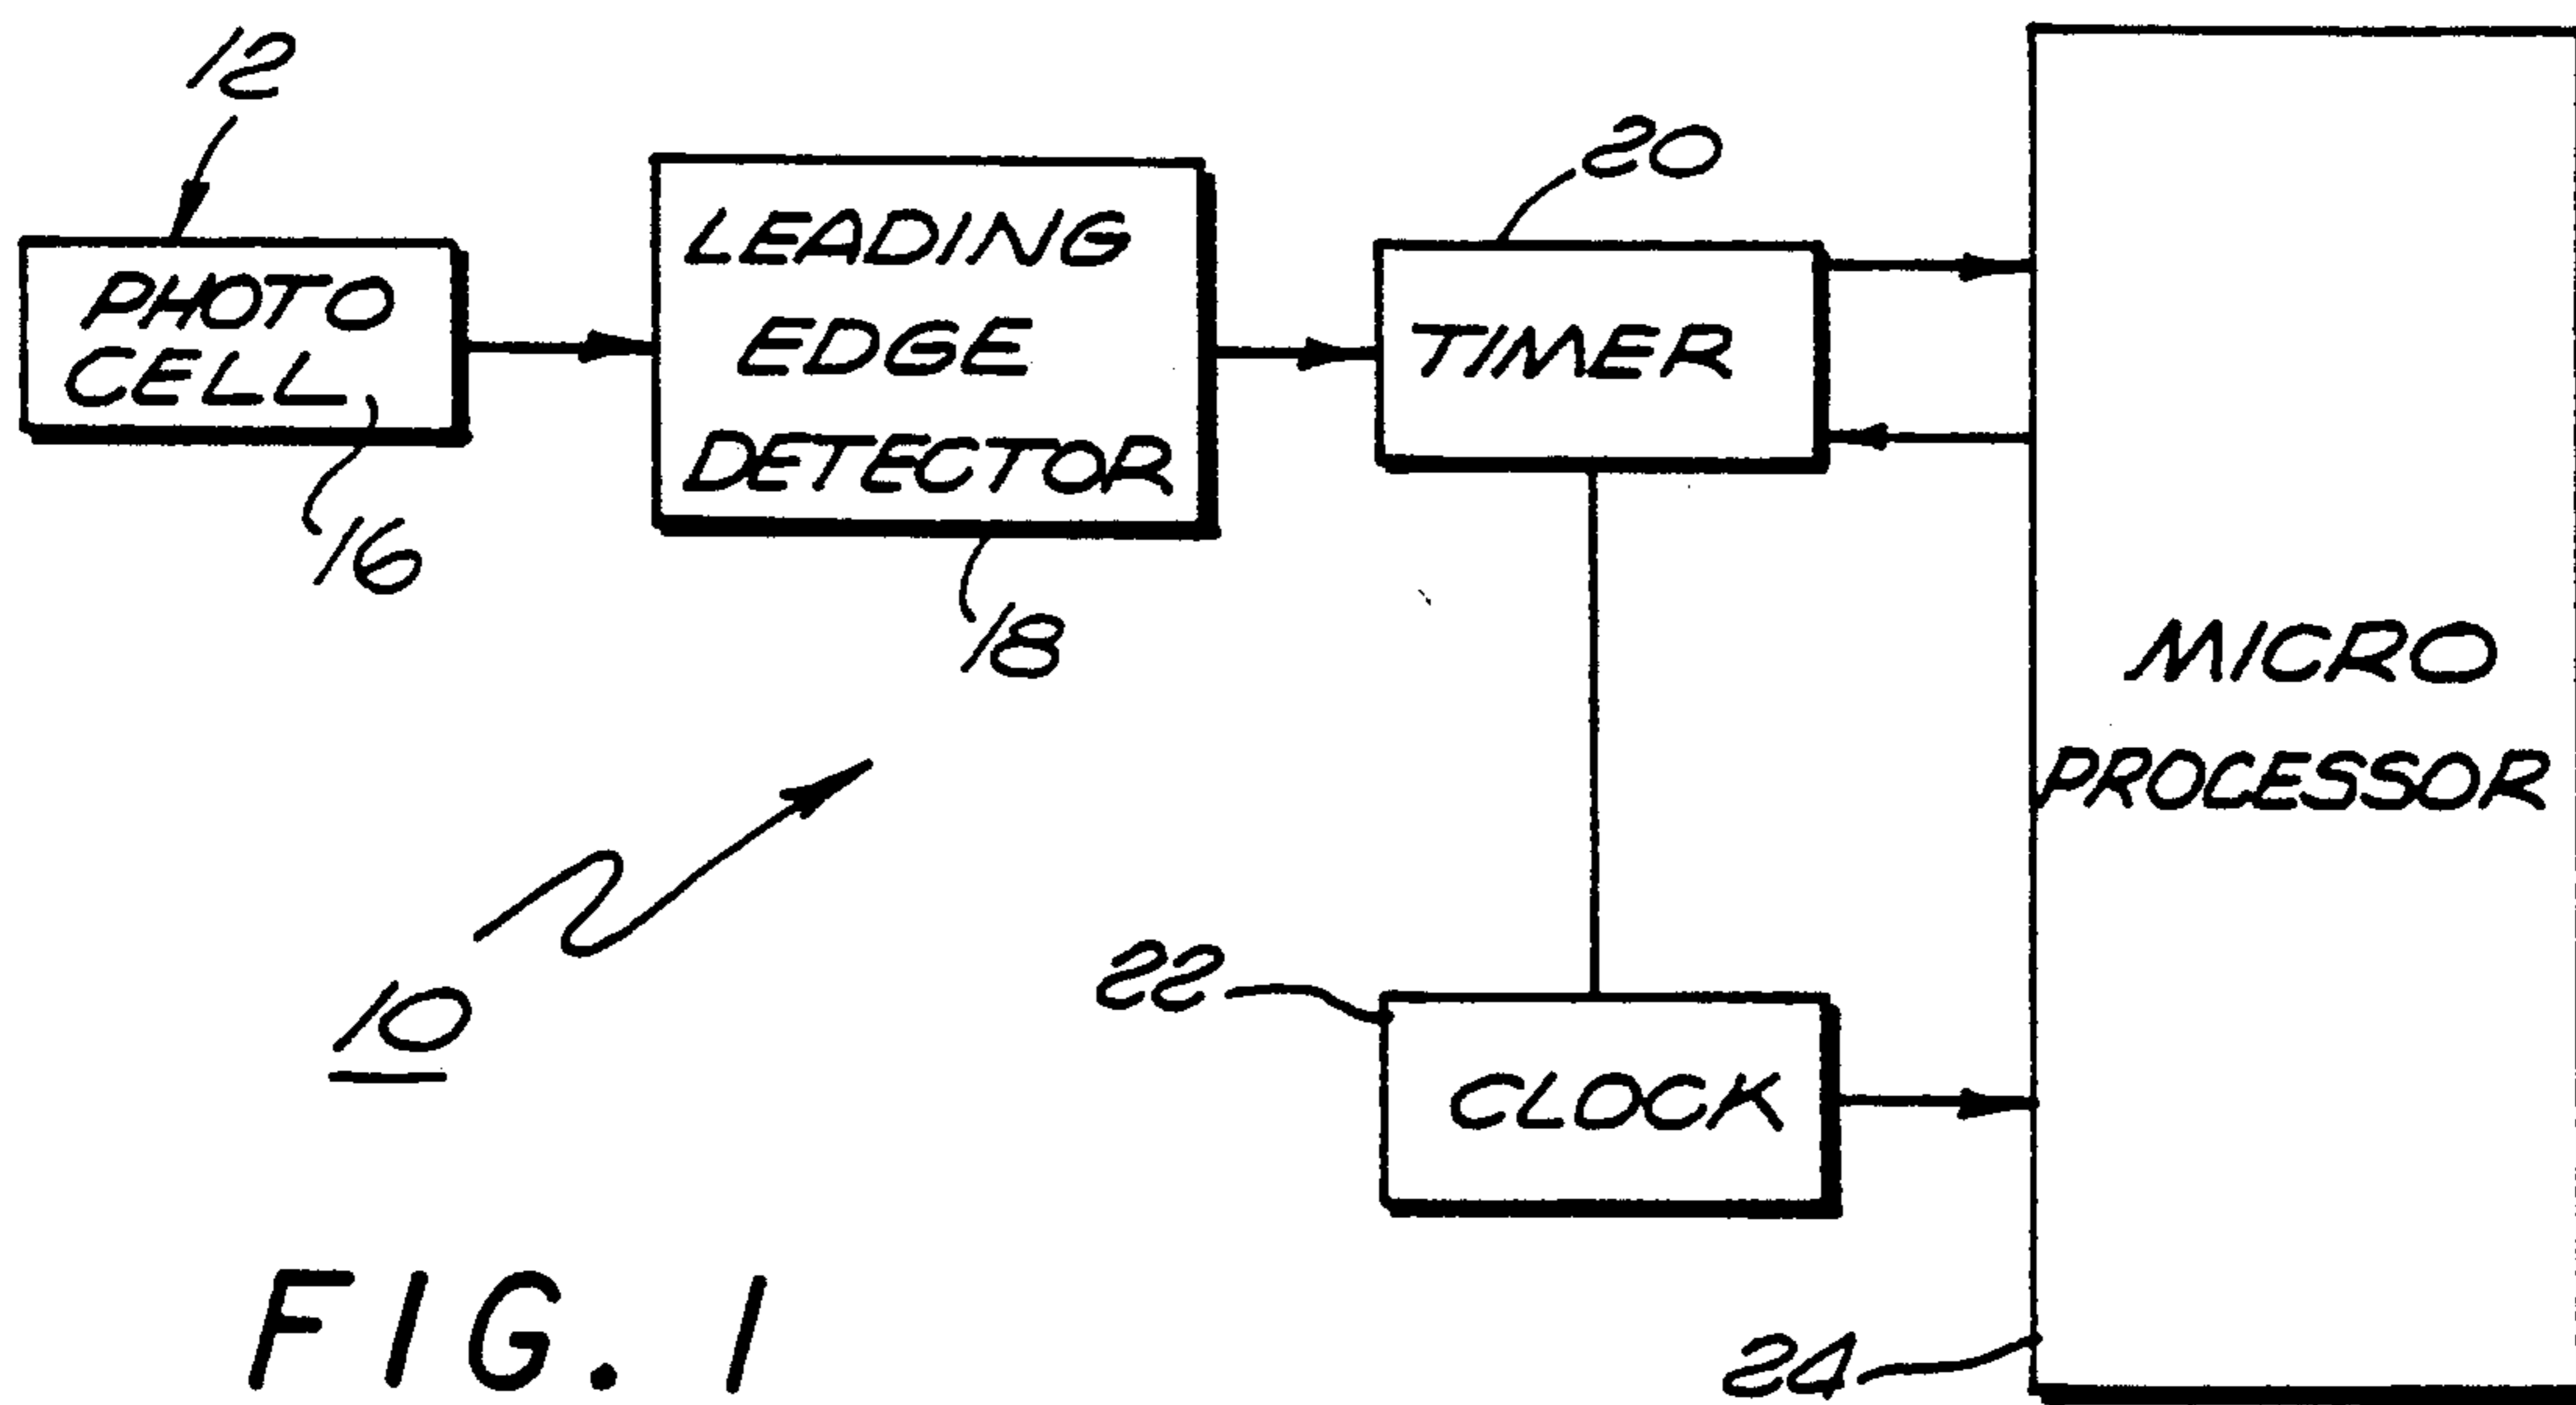 12
PHOTO
CELL
16
LEADING
EDGE
DETECTOR
18
20
TIMER
MICRO
PROCESSOR
10
22
CLOCK
24
FIG. 1